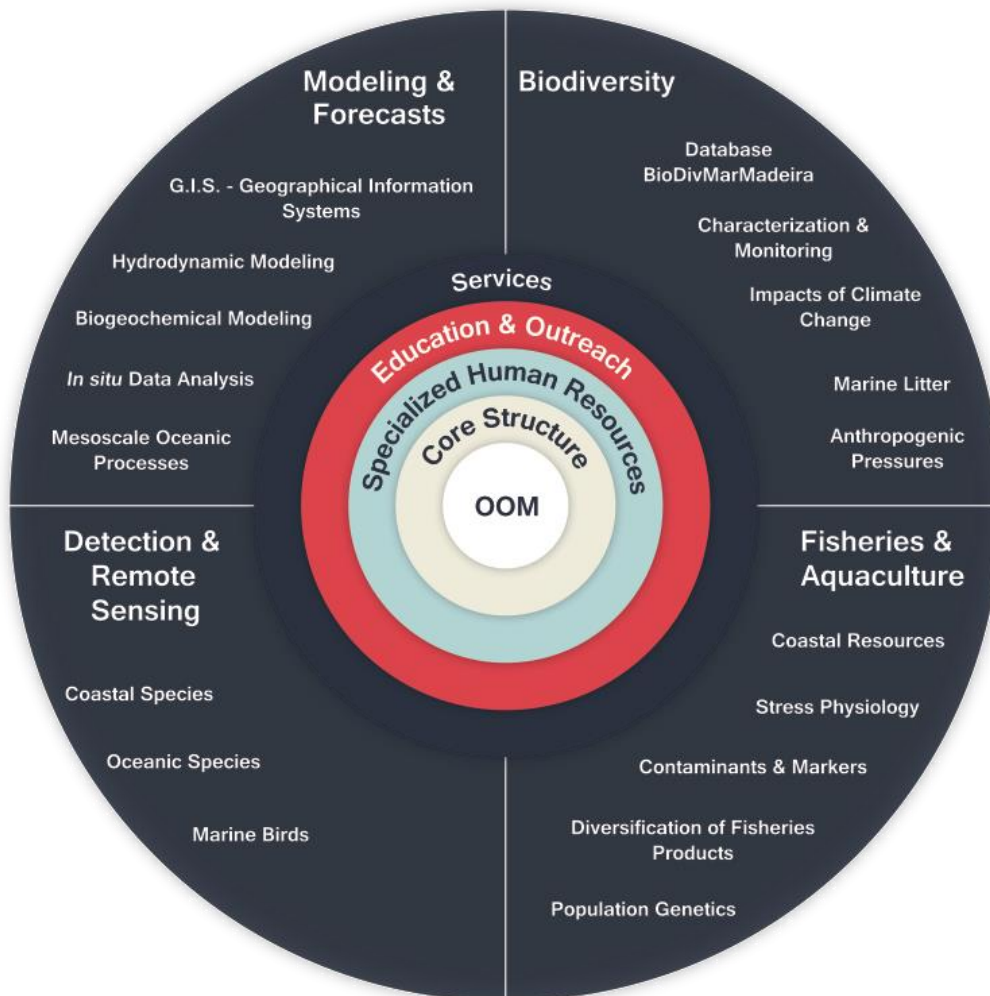 Modeling &
Forecasts
G.I.S. - Geographical Information
Systems
Hydrodynamic Modeling
Biogeochemical Modeling
In situ Data Analysis
Mesoscale Oceanic
Processes
Biodiversity
Database
BioDivMarMadeira
Characterization &
Monitoring
Impacts of Climate
Change
Marine Litter
Anthropogenic
Pressures
Services
Education & Outreach
Specialized Human Resources
Core Structure
OOM
Detection &
Remote
Sensing
Coastal Species
Oceanic Species
Marine Birds
Fisheries &
Aquaculture
Coastal Resources
Stress Physiology
Contaminants & Markers
Diversification of Fisheries
Products
Population Genetics